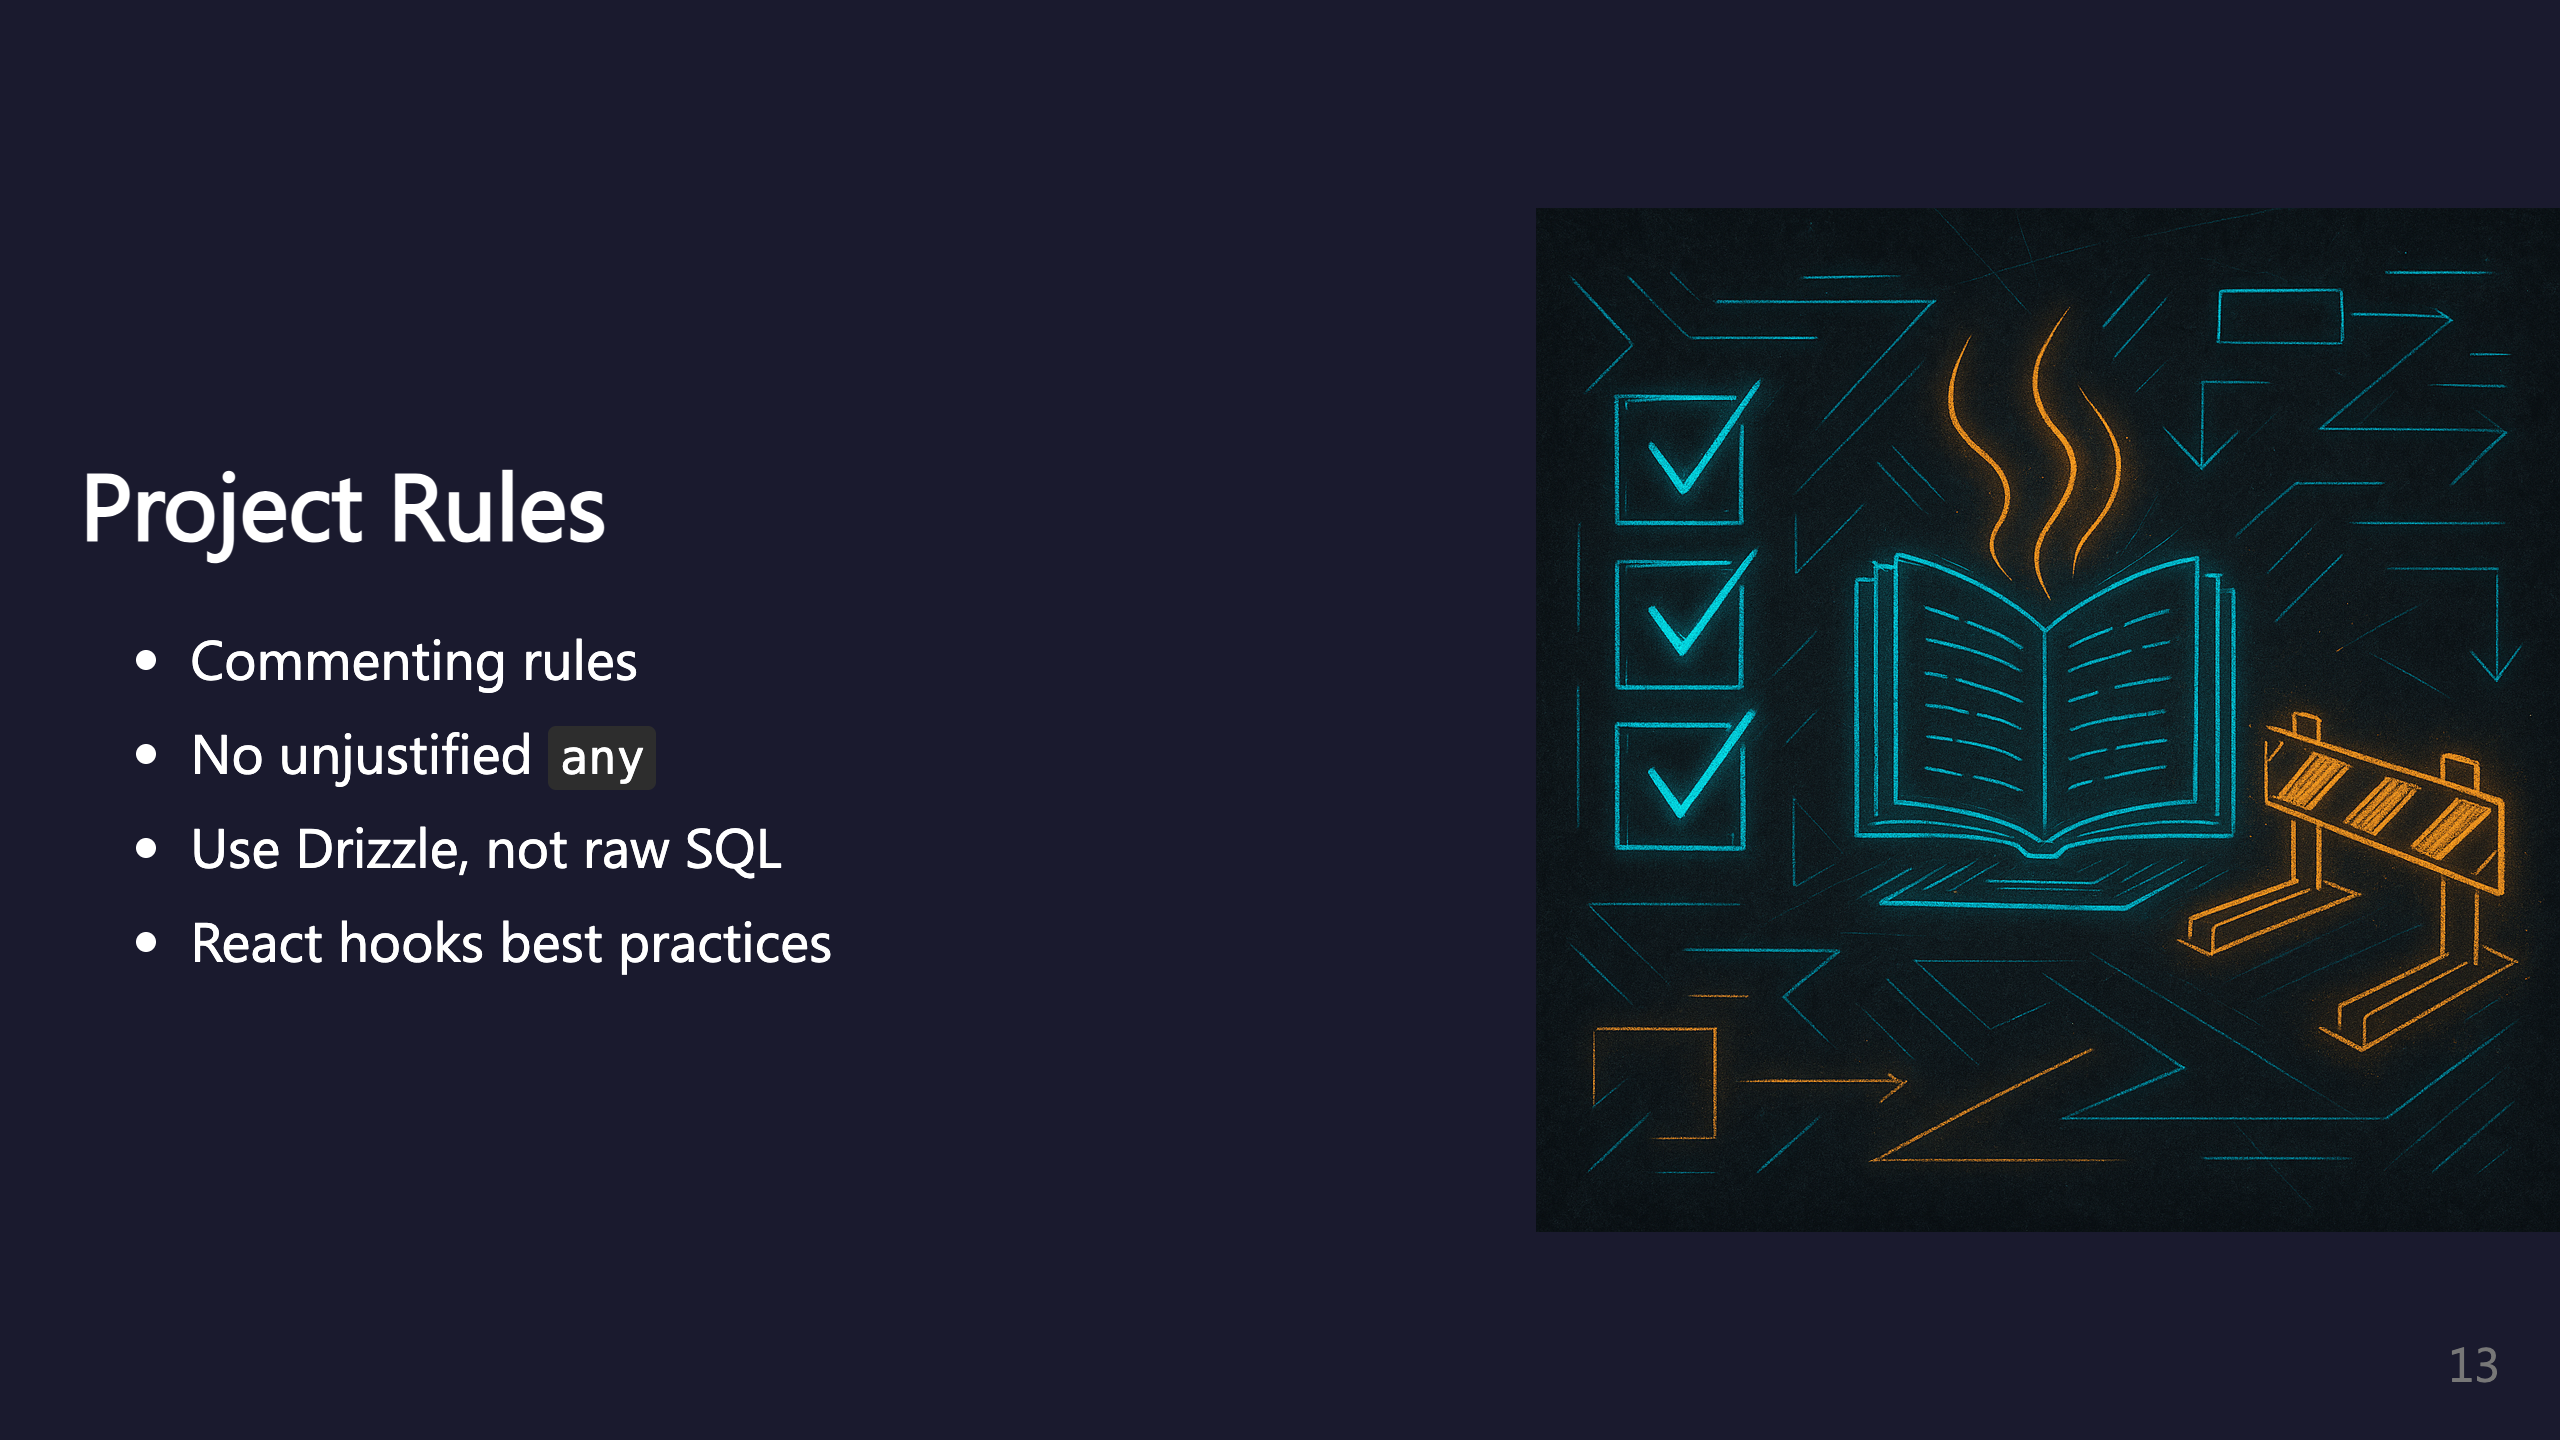 Project Rules
Commenting rules
No unjustified any
Use Drizzle, not raw SQL
React hooks best practices
13